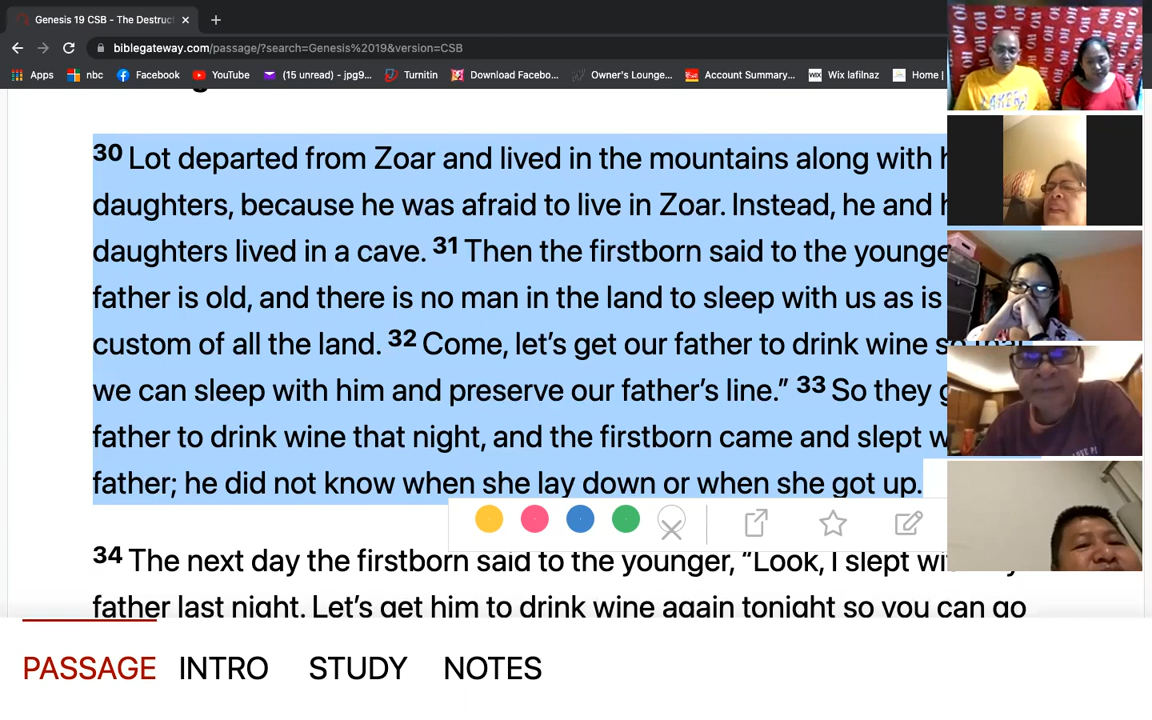 Genesis 19 CSB - The Destruct
biblegateway.com/passage/?search=Genesis%2019&version=CSB
Apps nbc Facebook YouTube (15 unread) - jpg9... Turnitin Download Facebo... Owner's Lounge... Account Summary... Wix lafilnaz Home |
30 Lot departed from Zoar and lived in the mountains along with
daughters, because he was afraid to live in Zoar. Instead, he and
daughters lived in a cave. 31 Then the firstborn said to the younge
father is old, and there is no man in the land to sleep with us as is
custom of all the land. 32 Come, let's get our father to drink wine so that
we can sleep with him and preserve our father's line.” 33 So they
father to drink wine that night, and the firstborn came and slept w
father; he did not know when she lay down or when she got up.
34 The next day the firstborn said to the younger, “Look, I slept wi
father last night. Let's get him to drink wine again tonight so you can go
PASSAGE INTRO STUDY NOTES
LAKERS